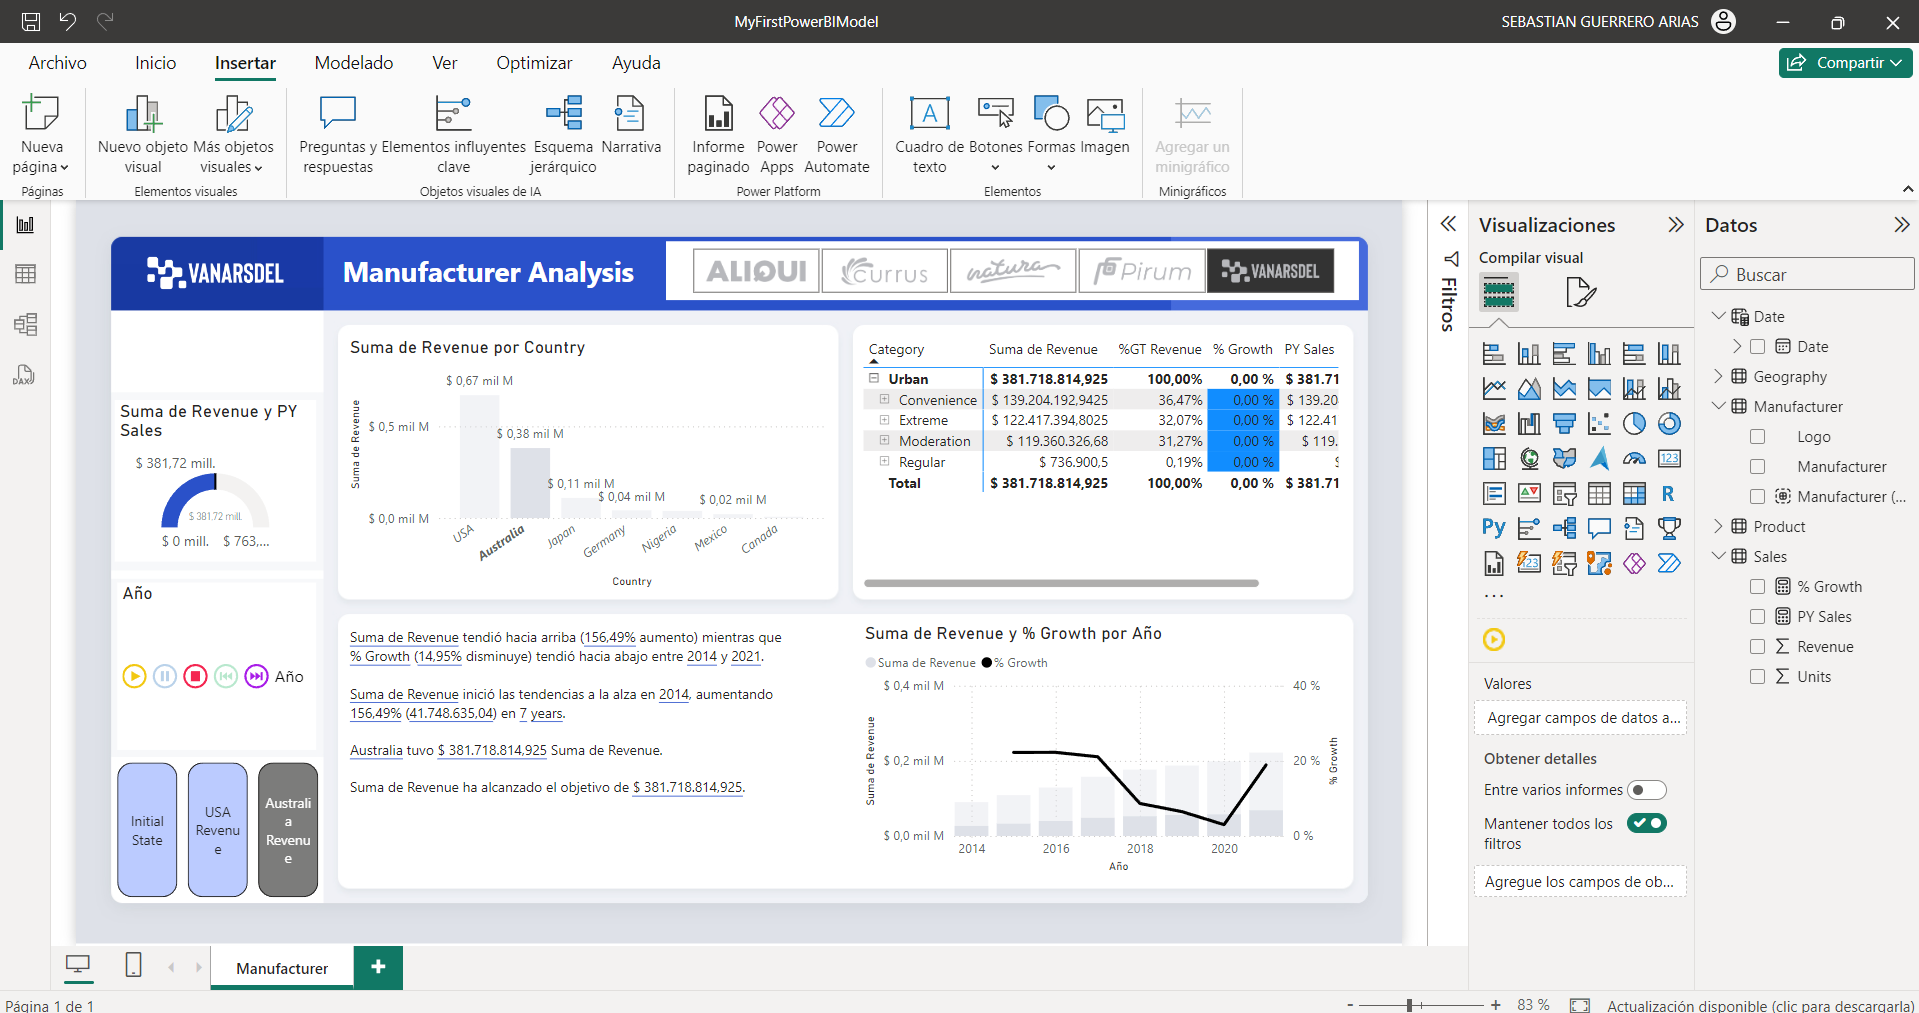 MyFirstPowerBIModel
SEBASTIAN GUERRERO ARIAS
Archivo Inicio Insertar Modelado Ver Optimizar Ayuda
Compartir
Nueva página
Páginas
Nuevo objeto visual
Más objetos visuales
Elementos visuales
Preguntas y respuestas
Elementos influyentes clave
Esquema jerárquico
Narrativa
Objetos visuales de IA
Informe paginado
Power Apps
Power Automate
Power Platform
Cuadro de texto
Botones
Formas
Imagen
Elementos
Agregar un minigráfico
Minigráficos
DAX
VANARSDEL
Manufacturer Analysis
ALIQUI
Currus
natura
Pirum
VANARSDEL
Suma de Revenue y PY
Sales
$ 381,72 mill.
$ 381,72 mill.
$ 0 mill. $ 763,...
Año
Año
Initial
State
USA
Revenu
e
Australi
a
Revenu
e
Suma de Revenue por Country
Suma de Revenue
$ 0,5 mil M
$ 0,0 mil M
$ 0,67 mil M
$ 0,38 mil M
$ 0,11 mil M
$ 0,04 mil M
$ 0,02 mil M
USA Australia Japan Germany Nigeria Mexico Canada
Country
Category Suma de Revenue %GT Revenue % Growth PY Sales
Urban $ 381.718.814,925 100,00% 0,00 % $ 381.71
Convenience $ 139.204.192,9425 36,47% 0,00 % $ 139.20
Extreme $ 122.417.394,8025 32,07% 0,00 % $ 122.41
Moderation $ 119.360.326,68 31,27% 0,00 % $ 119.
Regular $ 736.900,5 0,19% 0,00 % $
Total $ 381.718.814,925 100,00% 0,00 % $ 381.71
Suma de Revenue tendió hacia arriba (156,49% aumento) mientras que
% Growth (14,95% disminuye) tendió hacia abajo entre 2014 y 2021.
Suma de Revenue inició las tendencias a la alza en 2014, aumentando
156,49% (41.748.635,04) en 7 years.
Australia tuvo $ 381.718.814,925 Suma de Revenue.
Suma de Revenue ha alcanzado el objetivo de $ 381.718.814,925.
Suma de Revenue y % Growth por Año
Suma de Revenue % Growth
Suma de Revenue
$ 0,4 mil M
$ 0,2 mil M
$ 0,0 mil M
40 %
20 %
0 %
% Growth
2014 2016 2018 2020
Año
Filtros
Visualizaciones
Compilar visual
123
R
Py
123
...
Valores
Agregar campos de datos a...
Obtener detalles
Entre varios informes
Mantener todos los
filtros
Agregue los campos de ob...
Datos
Buscar
Date
Date
Geography
Manufacturer
Logo
Manufacturer
Manufacturer (...
Product
Sales
% Growth
PY Sales
Revenue
Units
Manufacturer
Página 1 de 1
- + 83 %
Actualización disponible (clic para descargarla)